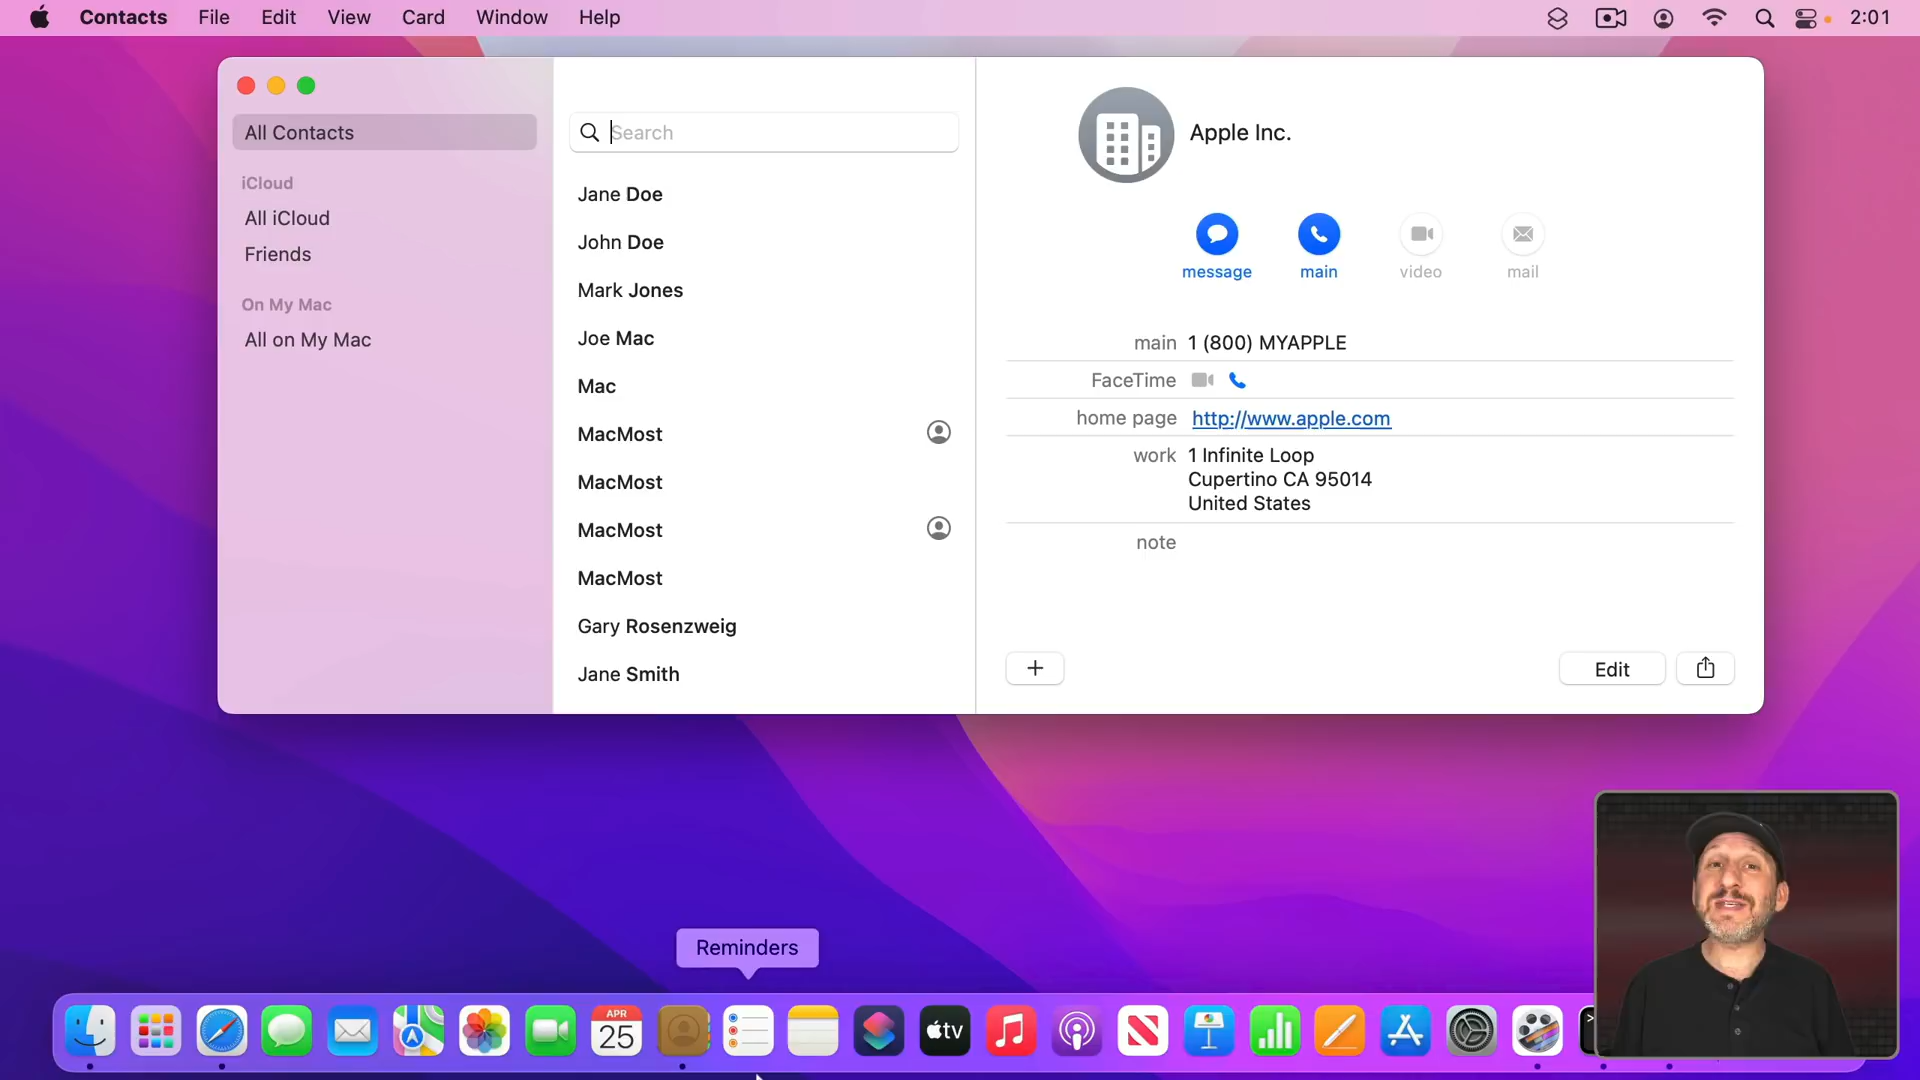 Contacts File Edit View Card Window Help 2:01
All Contacts
iCloud
All iCloud
Friends
On My Mac
All on My Mac
Search
Jane Doe
John Doe
Mark Jones
Joe Mac
Mac
MacMost
MacMost
MacMost
MacMost
Gary Rosenzweig
Jane Smith
Apple Inc.
message main video mail
main 1 (800) MYAPPLE
FaceTime
home page http://www.apple.com
work 1 Infinite Loop
Cupertino CA 95014
United States
note
+ Edit
Reminders
APR
25
tv
>